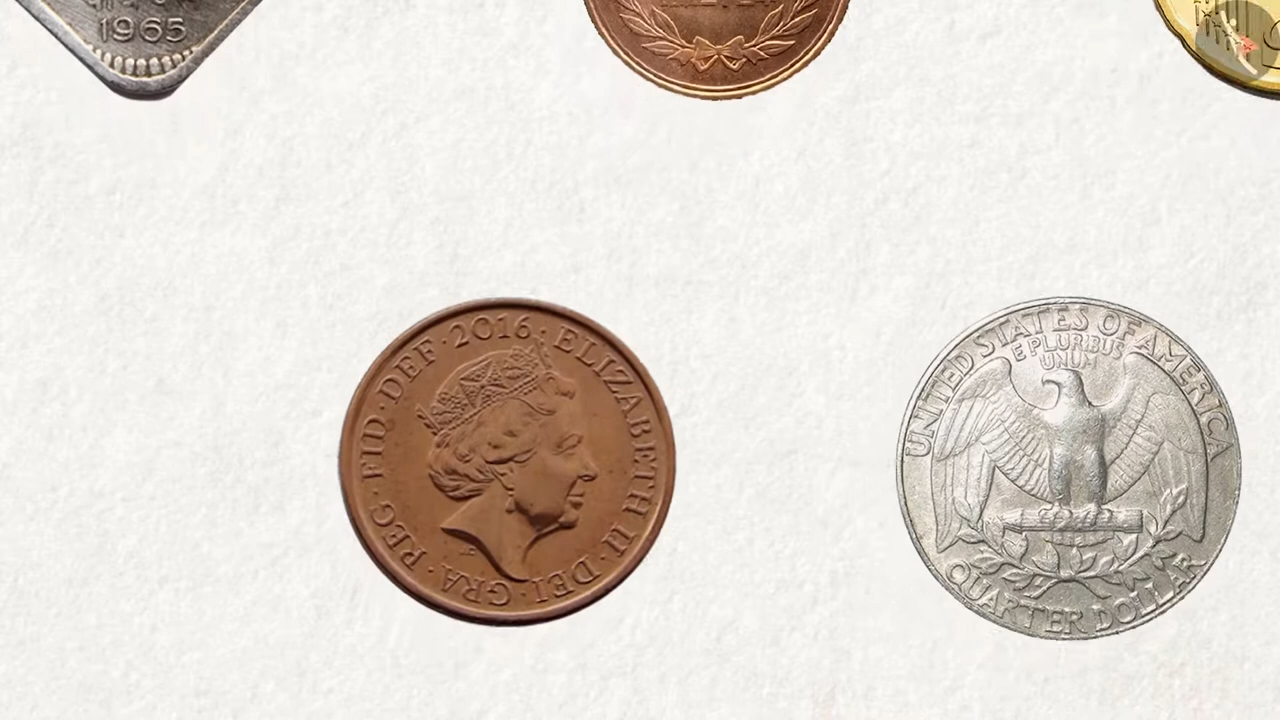 1965
REG · FID · DEF · 2016 · ELIZABETH II · DEI · GRA ·
UNITED STATES OF AMERICA
E PLURIBUS
UNUM
QUARTER DOLLAR